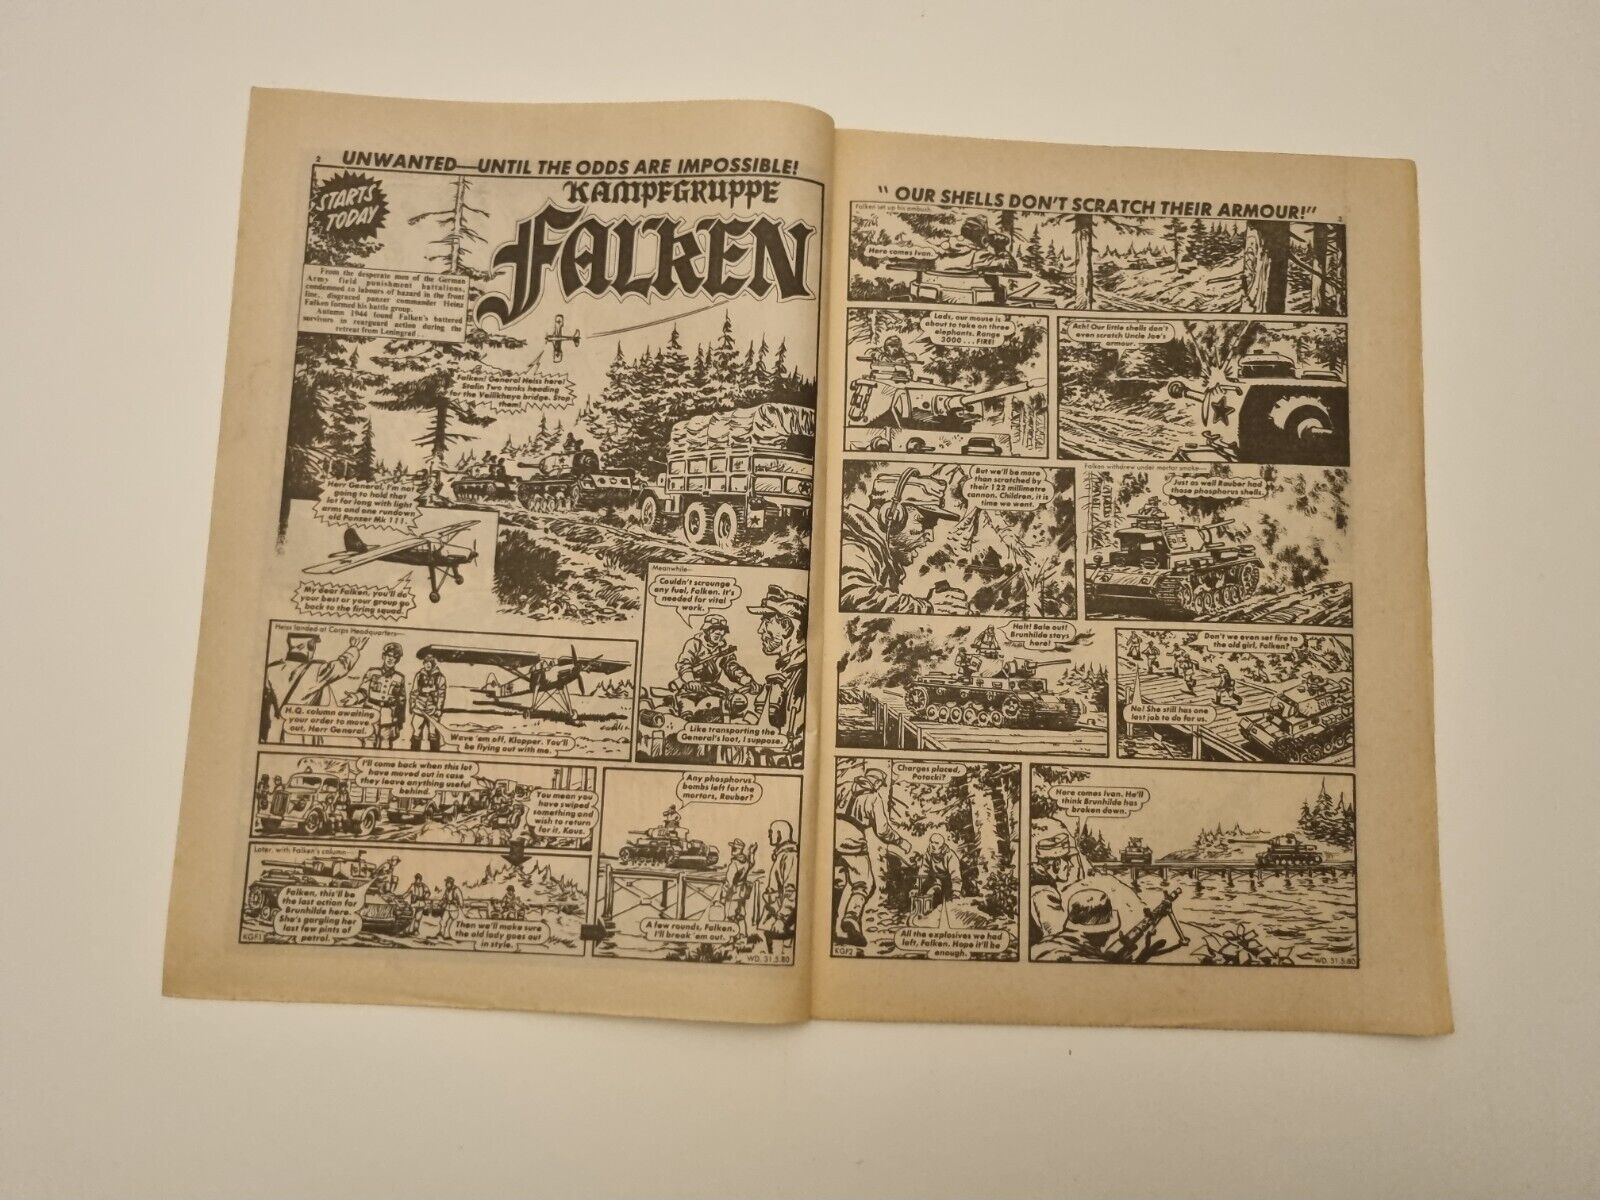 2
UNWANTED—UNTIL THE ODDS ARE IMPOSSIBLE!
STARTS
TODAY
KAMPFGRUPPE
FALKEN
From the desperate men of the German
Army field punishment battalions,
condemned to labours of hazard in the front
line, disgraced panzer commander Heinz
Falken formed his battle group.
Autumn 1944 found Falken's battered
survivors in rearguard action during the
retreat from Leningrad
Falken! General Heiss here!
Stalin Two tanks heading
for the Vailikhaya bridge. Stop
them!
Herr General, I'm not
going to hold that
lot for long with light
arms and one rundown
old Panzer Mk 111.
My dear Falken, you'll do
your best or your group go
back to the firing squad.
Heiss landed at Corps Headquarters—
H.Q. column awaiting
your order to move
out, Herr General.
Wave 'em off, Klopper. You'll
be flying out with me.
Meanwhile—
Couldn't scrounge
any fuel, Falken. It's
needed for vital
work.
Like transporting the
General's loot, I suppose.
I'll come back when this lot
have moved out in case
they leave anything useful
behind.
You mean you
have swiped
something and
wish to return
for it, Kaus.
Later, with Falken's column—
Falken, this'll be
the last action for
Brunhilde here.
She's gargling her
last few pints of
petrol.
Then we'll make sure
the old lady goes out
in style.
KGF1
Any phosphorus
bombs left for the
mortars, Rauber?
A few rounds, Falken.
I'll break 'em out.
WD. 31.5.80
"OUR SHELLS DON'T SCRATCH THEIR ARMOUR!"
3
Falken set up his ambush.
Here comes Ivan.
Lads, our mouse is
about to take on three
elephants. Range
3000 . . . FIRE!
Ach! Our little shells don't
even scratch Uncle Joe's
armour.
But we'll be more
than scratched by
their 122 millimetre
cannon. Children, it is
time we went.
Falken withdrew under mortar smoke—
Just as well Rauber had
those phosphorus shells.
Halt! Bale out!
Brunhilde stays
here!
Don't we even set fire to
the old girl, Falken?
No! She still has one
last job to do for us.
Charges placed,
Potocki?
All the explosives we had
left, Falken. Hope it'll be
enough.
KGF2
Here comes Ivan. He'll
think Brunhilde has
broken down.
WD. 31.5.80